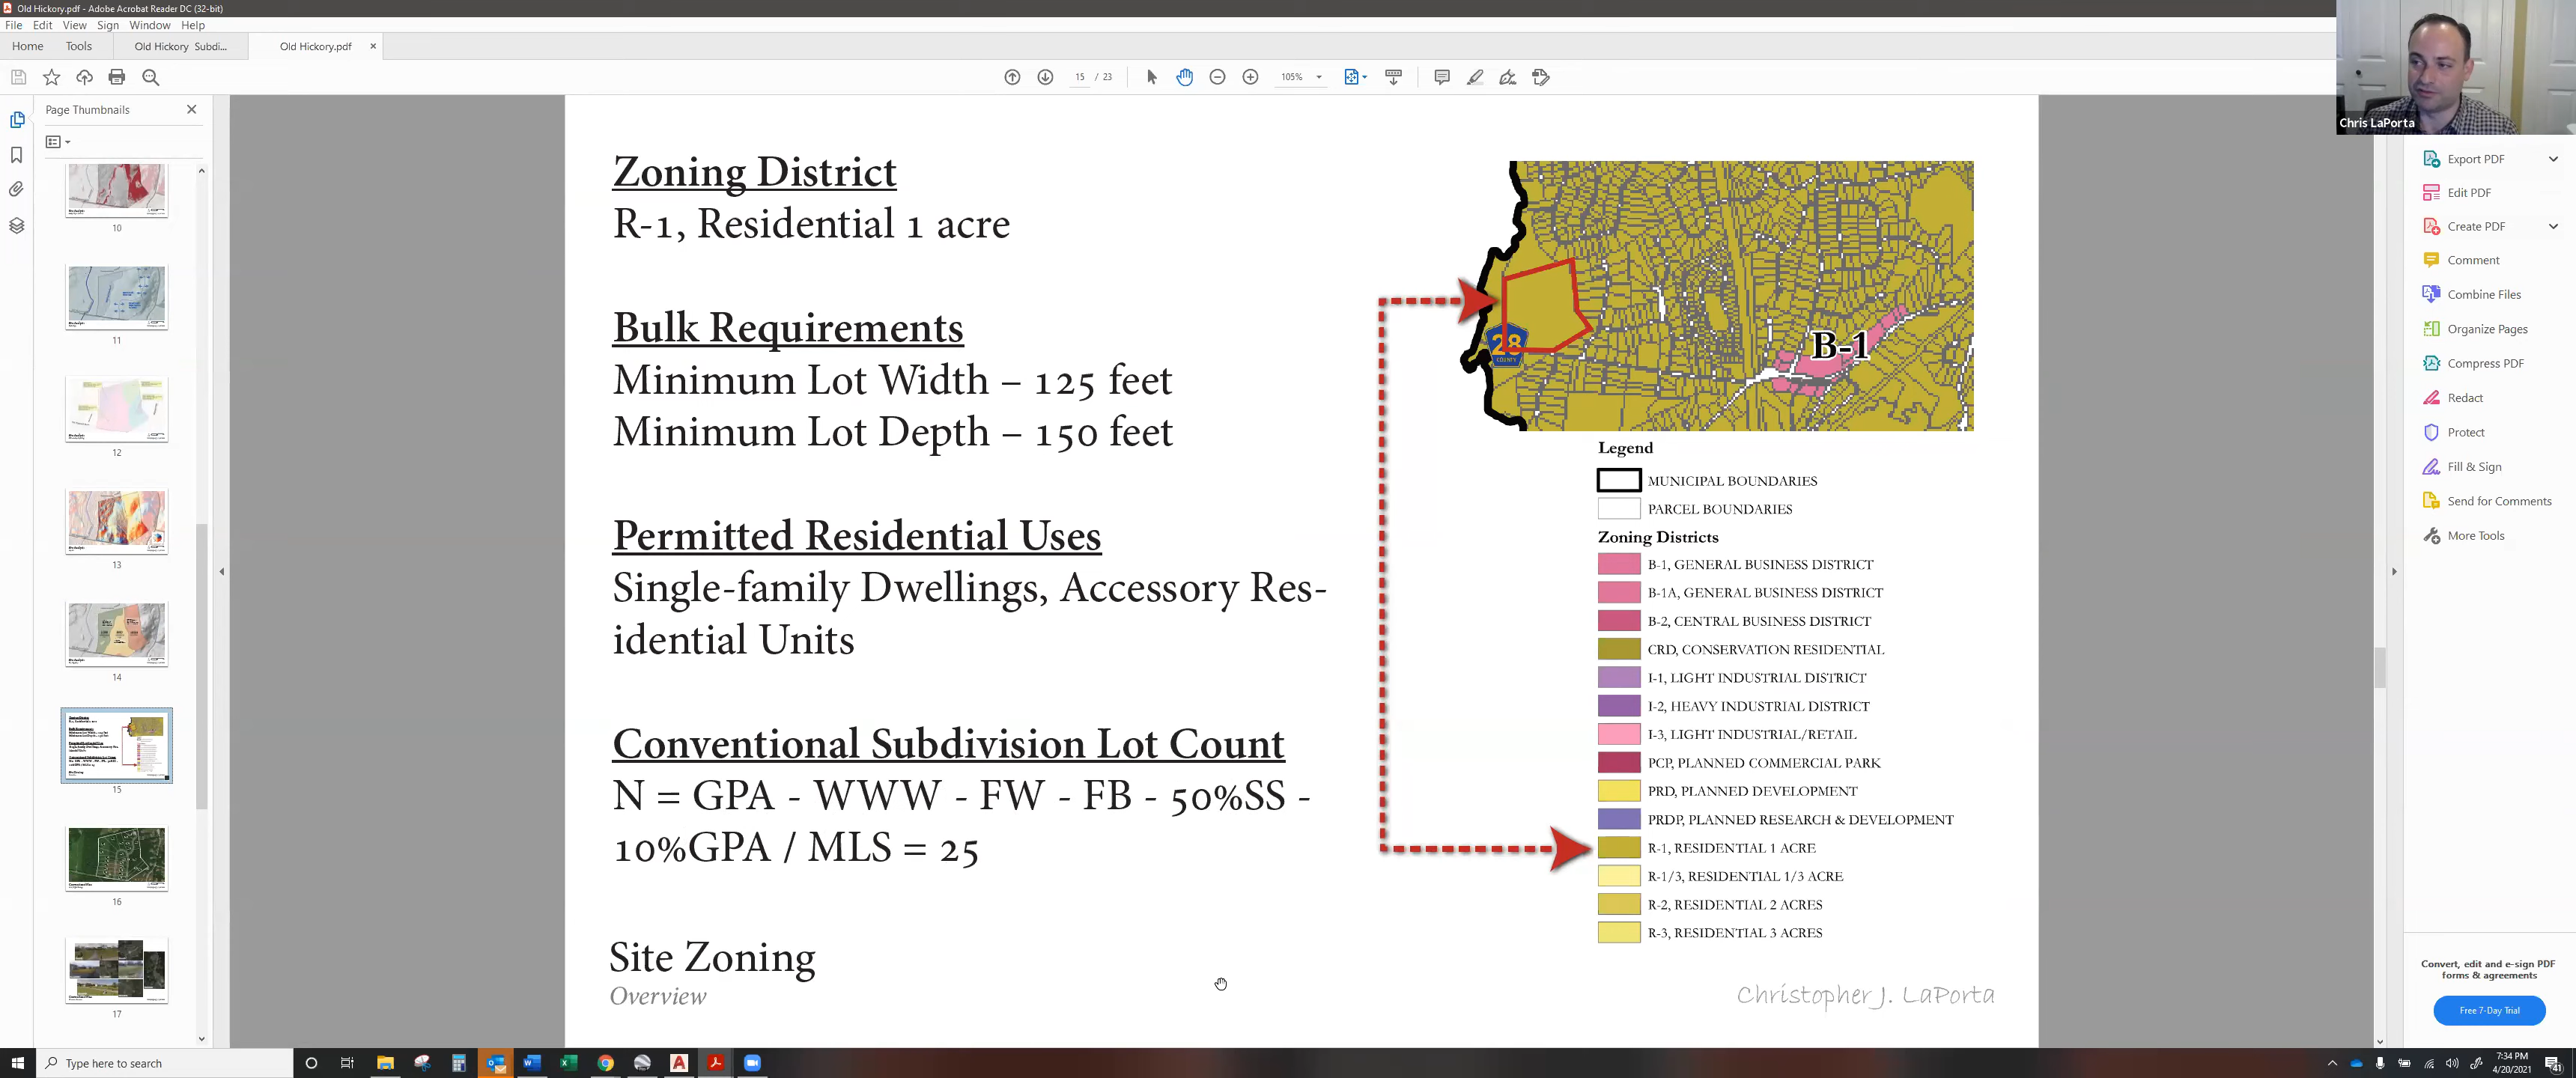 Old Hickory.pdf - Adobe Acrobat Reader DC (32-bit)
File Edit View Sign Window Help
Home Tools Old Hickory Subdi... Old Hickory.pdf
15 / 23 105%
Chris LaPorta
Page Thumbnails
10
11
12
13
14
15
16
17
Zoning District
R-1, Residential 1 acre
Bulk Requirements
Minimum Lot Width – 125 feet
Minimum Lot Depth – 150 feet
Permitted Residential Uses
Single-family Dwellings, Accessory Res-
idential Units
Conventional Subdivision Lot Count
N = GPA - WWW - FW - FB - 50%SS -
10%GPA / MLS = 25
Site Zoning
Overview
28
COUNTY
B-1
Legend
MUNICIPAL BOUNDARIES
PARCEL BOUNDARIES
Zoning Districts
B-1, GENERAL BUSINESS DISTRICT
B-1A, GENERAL BUSINESS DISTRICT
B-2, CENTRAL BUSINESS DISTRICT
CRD, CONSERVATION RESIDENTIAL
I-1, LIGHT INDUSTRIAL DISTRICT
I-2, HEAVY INDUSTRIAL DISTRICT
I-3, LIGHT INDUSTRIAL/RETAIL
PCP, PLANNED COMMERCIAL PARK
PRD, PLANNED DEVELOPMENT
PRDP, PLANNED RESEARCH & DEVELOPMENT
R-1, RESIDENTIAL 1 ACRE
R-1/3, RESIDENTIAL 1/3 ACRE
R-2, RESIDENTIAL 2 ACRES
R-3, RESIDENTIAL 3 ACRES
Christopher J. LaPorta
Export PDF
Edit PDF
Create PDF
Comment
Combine Files
Organize Pages
Compress PDF
Redact
Protect
Fill & Sign
Send for Comments
More Tools
Convert, edit and e-sign PDF
forms & agreements
Free 7-Day Trial
Type here to search
7:34 PM
4/20/2021
41